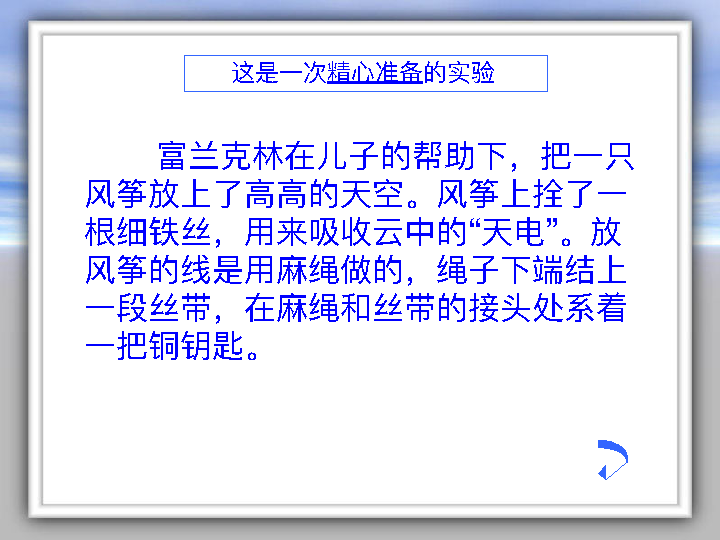 这是一次精心准备的实验
富兰克林在儿子的帮助下，把一只
风筝放上了高高的天空。风筝上拴了一
根细铁丝，用来吸收云中的“天电”。放
风筝的线是用麻绳做的，绳子下端结上
一段丝带，在麻绳和丝带的接头处系着
一把铜钥匙。